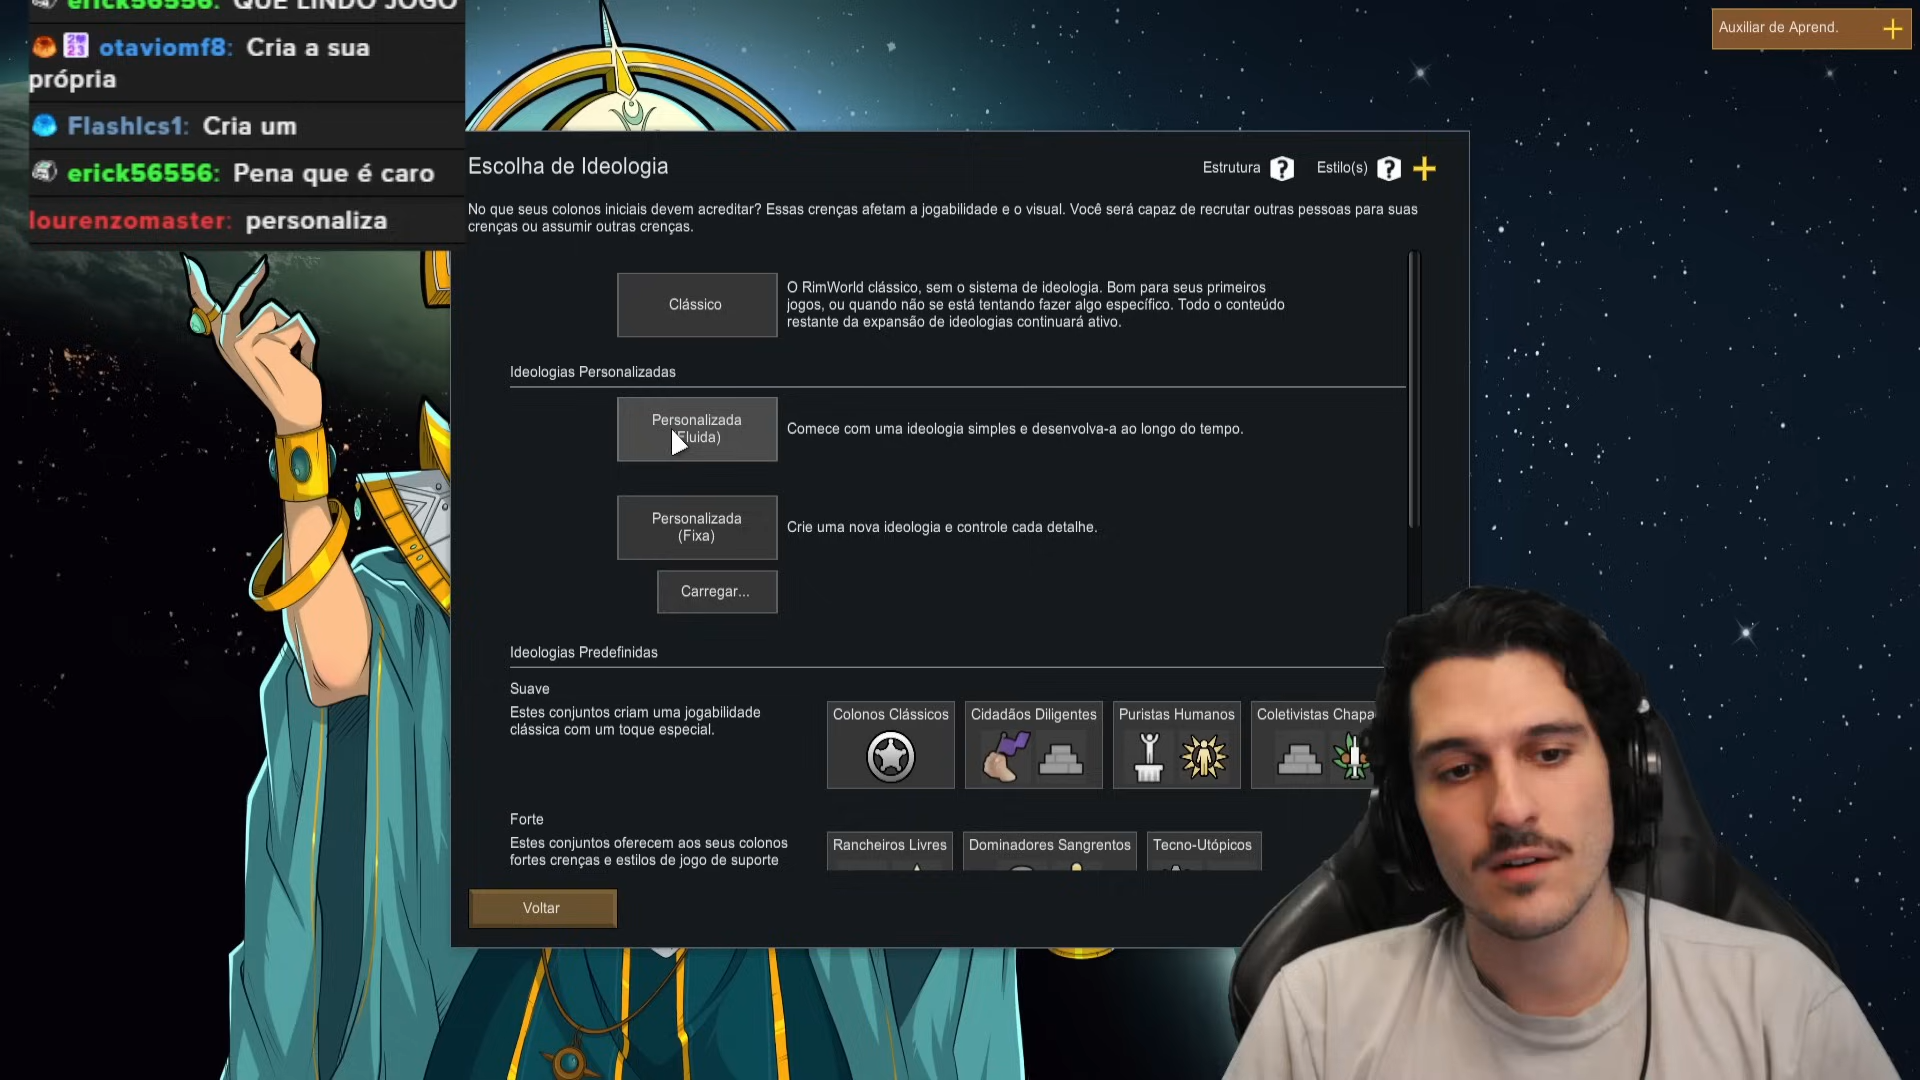 erick56556: QUE LINDO JOGO
otaviomf8: Cria a sua
própria
Flashlcs1: Cria um
erick56556: Pena que é caro
lourenzomaster: personaliza
Auxiliar de Aprend.
Escolha de Ideologia
Estrutura
Estilo(s)
No que seus colonos iniciais devem acreditar? Essas crenças afetam a jogabilidade e o visual. Você será capaz de recrutar outras pessoas para suas
crenças ou assumir outras crenças.
Clássico
O RimWorld clássico, sem o sistema de ideologia. Bom para seus primeiros
jogos, ou quando não se está tentando fazer algo específico. Todo o conteúdo
restante da expansão de ideologias continuará ativo.
Ideologias Personalizadas
Personalizada
(Fluida)
Comece com uma ideologia simples e desenvolva-a ao longo do tempo.
Personalizada
(Fixa)
Crie uma nova ideologia e controle cada detalhe.
Carregar...
Ideologias Predefinidas
Suave
Estes conjuntos criam uma jogabilidade
clássica com um toque especial.
Colonos Clássicos
Cidadãos Diligentes
Puristas Humanos
Coletivistas Chapa
Forte
Estes conjuntos oferecem aos seus colonos
fortes crenças e estilos de jogo de suporte
Rancheiros Livres
Dominadores Sangrentos
Tecno-Utópicos
Voltar